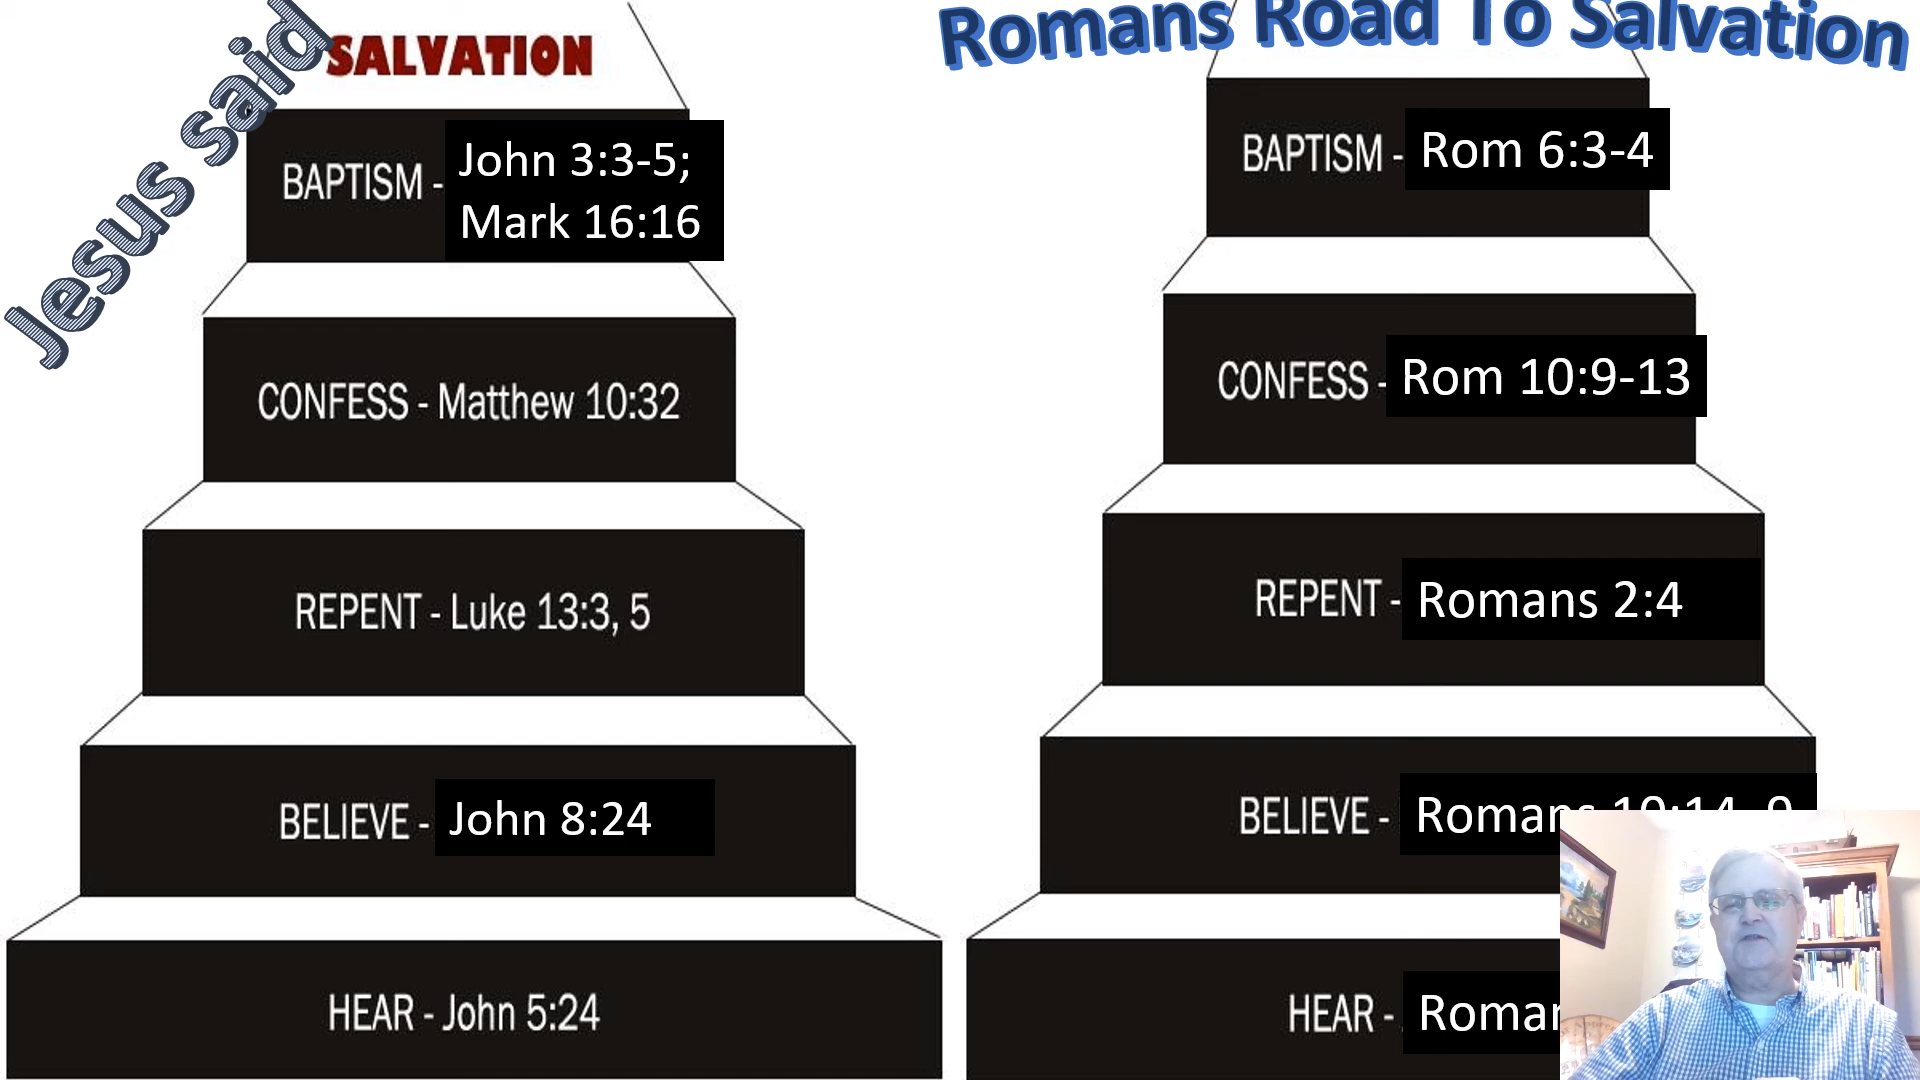 Jesus said
SALVATION
BAPTISM - John 3:3-5;
Mark 16:16
CONFESS - Matthew 10:32
REPENT - Luke 13:3, 5
BELIEVE - John 8:24
HEAR - John 5:24
Romans Road To Salvation
BAPTISM - Rom 6:3-4
CONFESS - Rom 10:9-13
REPENT - Romans 2:4
BELIEVE - Romans
HEAR -